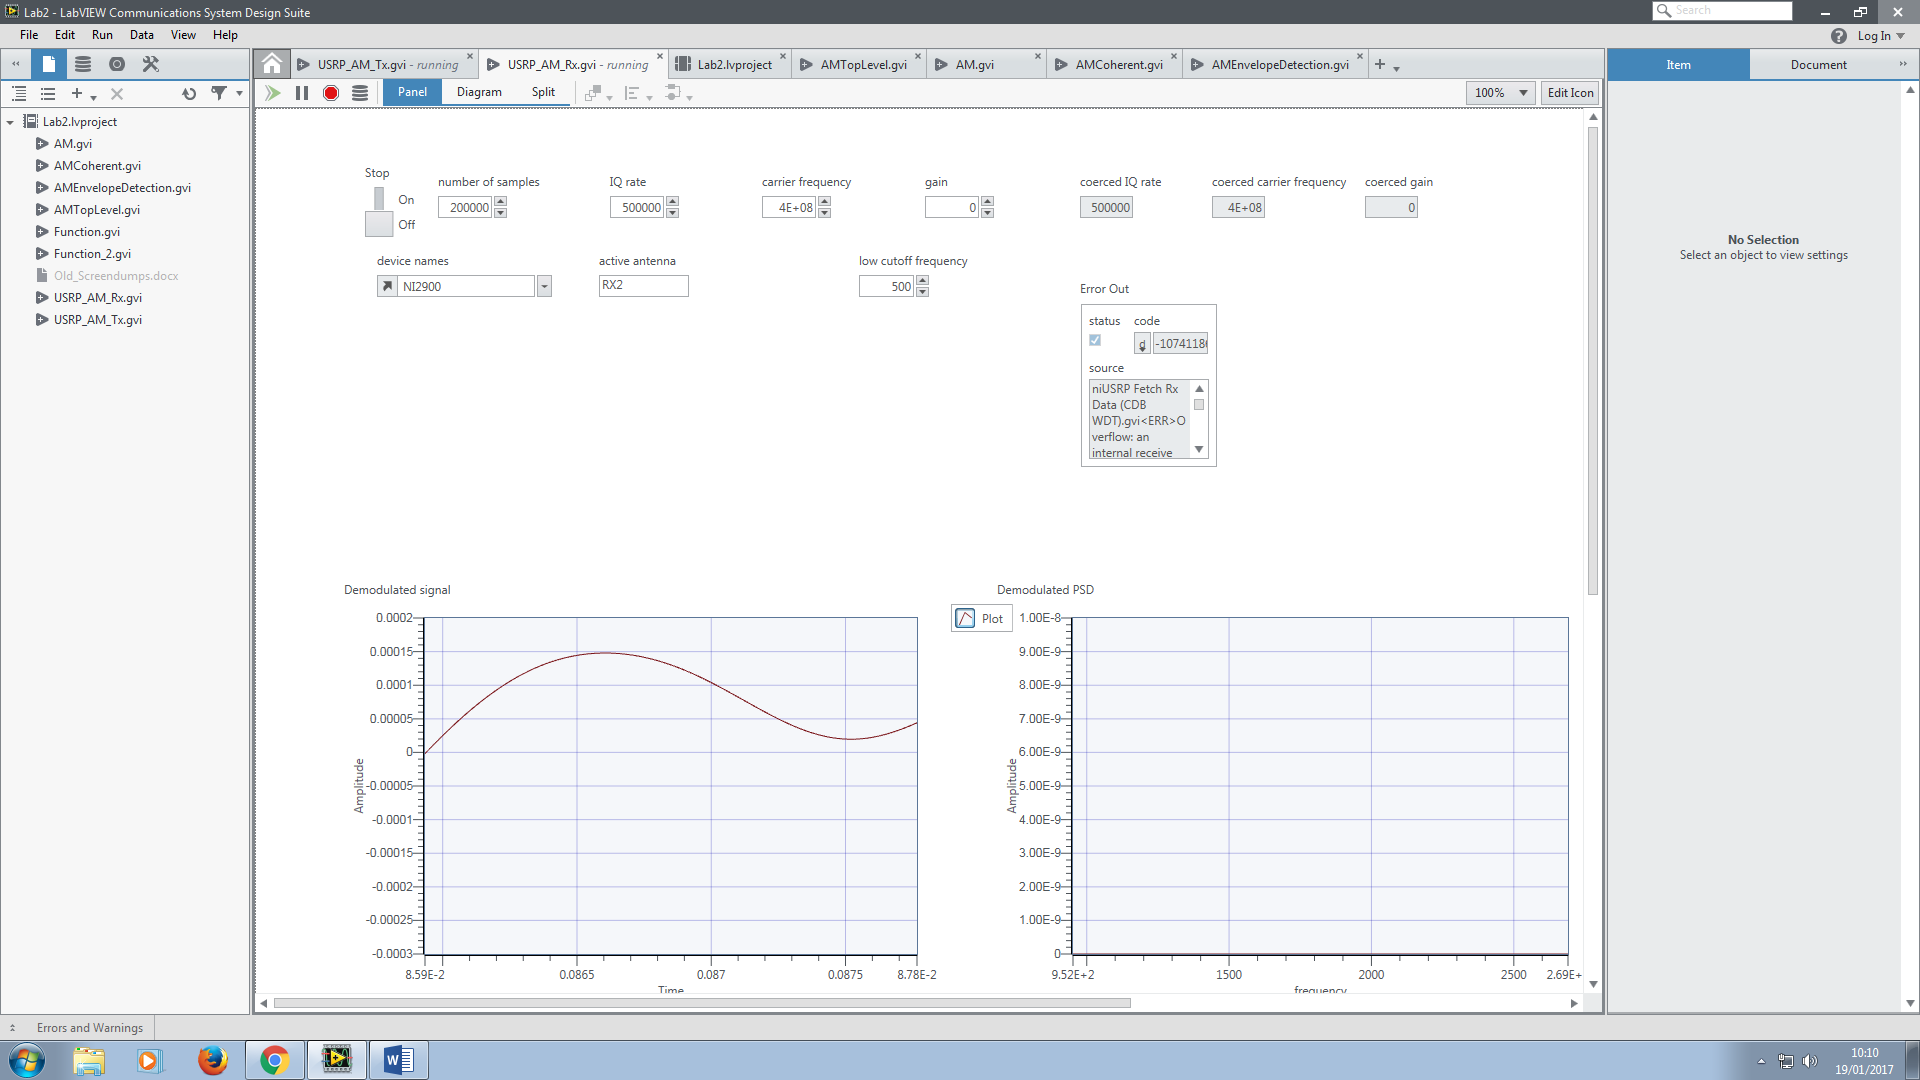 Lab2 - LabVIEW Communications System Design Suite
Search
File Edit Run Data View Help
Log In
USRP_AM_Tx.gvi - running
USRP_AM_Rx.gvi - running
Lab2.lvproject
AMTopLevel.gvi
AM.gvi
AMCoherent.gvi
AMEnvelopeDetection.gvi
Item
Document
Panel
Diagram
Split
100%
Edit Icon
Lab2.lvproject
AM.gvi
AMCoherent.gvi
AMEnvelopeDetection.gvi
AMTopLevel.gvi
Function.gvi
Function_2.gvi
Old_Screendumps.docx
USRP_AM_Rx.gvi
USRP_AM_Tx.gvi
Stop
On
Off
number of samples
200000
IQ rate
500000
carrier frequency
4E+08
gain
0
coerced IQ rate
500000
coerced carrier frequency
4E+08
coerced gain
0
device names
NI2900
active antenna
RX2
low cutoff frequency
500
Error Out
status code
d
-10741180
source
niUSRP Fetch Rx
Data (CDB
WDT).gvi<ERR>O
verflow: an
internal receive
No Selection
Select an object to view settings
Demodulated signal
0.0002
0.00015
0.0001
0.00005
0
-0.00005
-0.0001
-0.00015
-0.0002
-0.00025
-0.0003
Amplitude
8.59E-2 0.0865 0.087 0.0875 8.78E-2
Time
Demodulated PSD
Plot
1.00E-8
9.00E-9
8.00E-9
7.00E-9
6.00E-9
5.00E-9
4.00E-9
3.00E-9
2.00E-9
1.00E-9
0
Amplitude
9.52E+2 1500 2000 2500 2.69E+
frequency
Errors and Warnings
10:10
19/01/2017